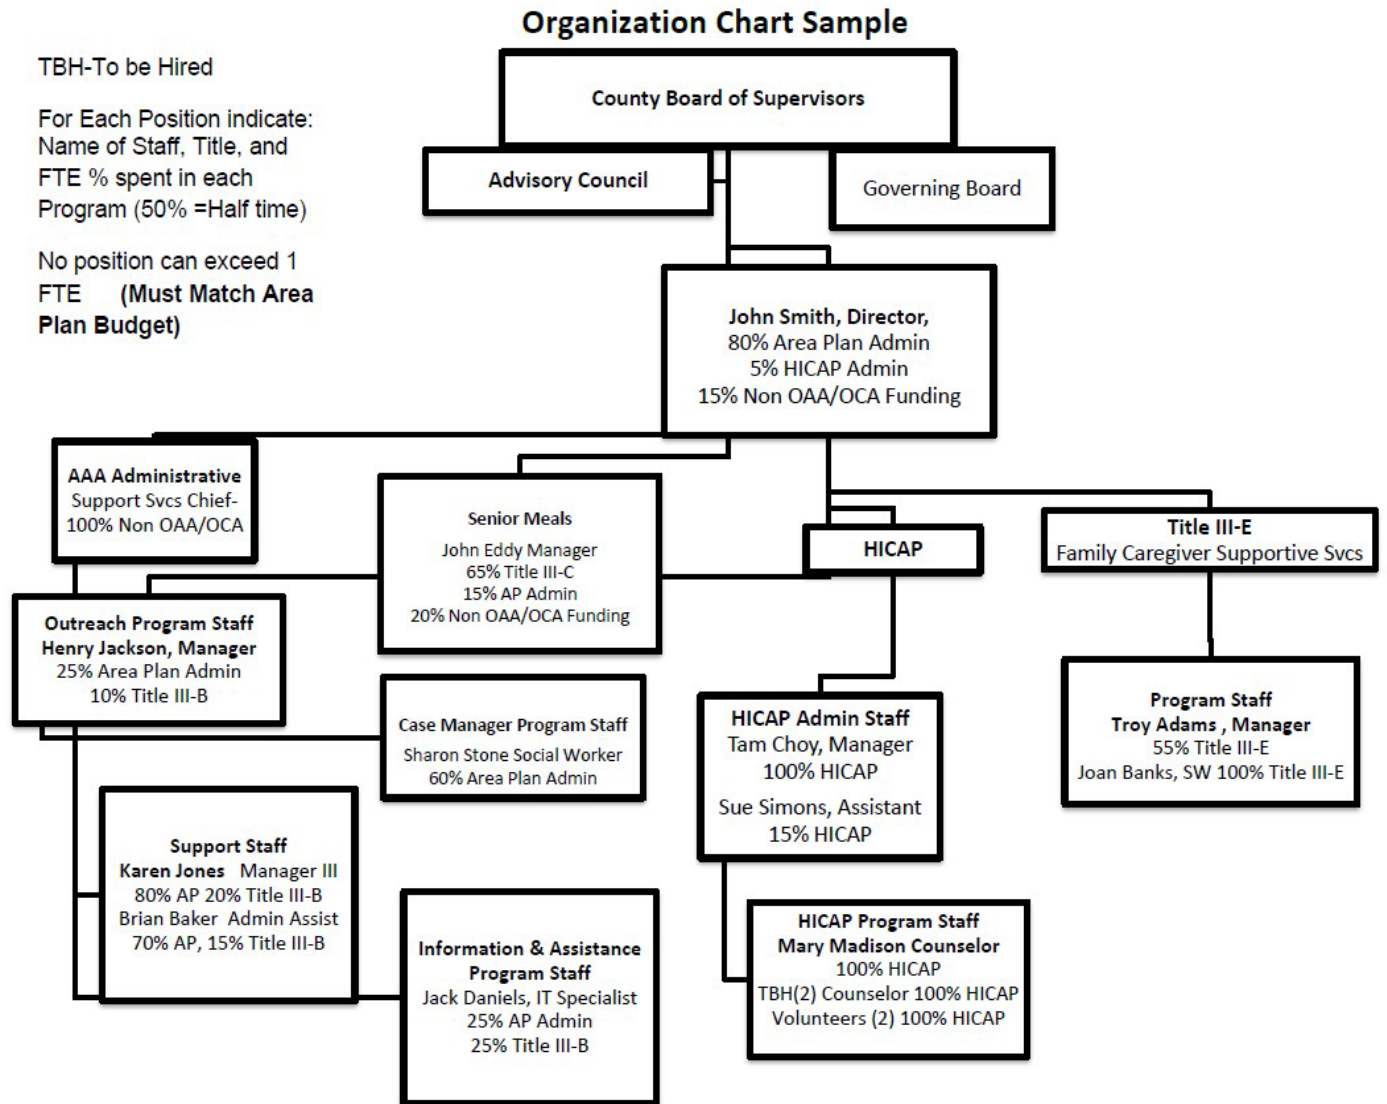 Organization Chart Sample
TBH-To be Hired
For Each Position indicate:
Name of Staff, Title, and
FTE % spent in each
Program (50% =Half time)
No position can exceed 1
FTE (Must Match Area
Plan Budget)
County Board of Supervisors
Advisory Council
Governing Board
John Smith, Director,
80% Area Plan Admin
5% HICAP Admin
15% Non OAA/OCA Funding
AAA Administrative
Support Svcs Chief-
100% Non OAA/OCA
Senior Meals
John Eddy Manager
65% Title III-C
15% AP Admin
20% Non OAA/OCA Funding
HICAP
Title III-E
Family Caregiver Supportive Svcs
Outreach Program Staff
Henry Jackson, Manager
25% Area Plan Admin
10% Title III-B
Case Manager Program Staff
Sharon Stone Social Worker
60% Area Plan Admin
HICAP Admin Staff
Tam Choy, Manager
100% HICAP
Sue Simons, Assistant
15% HICAP
Program Staff
Troy Adams , Manager
55% Title III-E
Joan Banks, SW 100% Title III-E
Support Staff
Karen Jones Manager III
80% AP 20% Title III-B
Brian Baker Admin Assist
70% AP, 15% Title III-B
Information & Assistance
Program Staff
Jack Daniels, IT Specialist
25% AP Admin
25% Title III-B
HICAP Program Staff
Mary Madison Counselor
100% HICAP
TBH(2) Counselor 100% HICAP
Volunteers (2) 100% HICAP